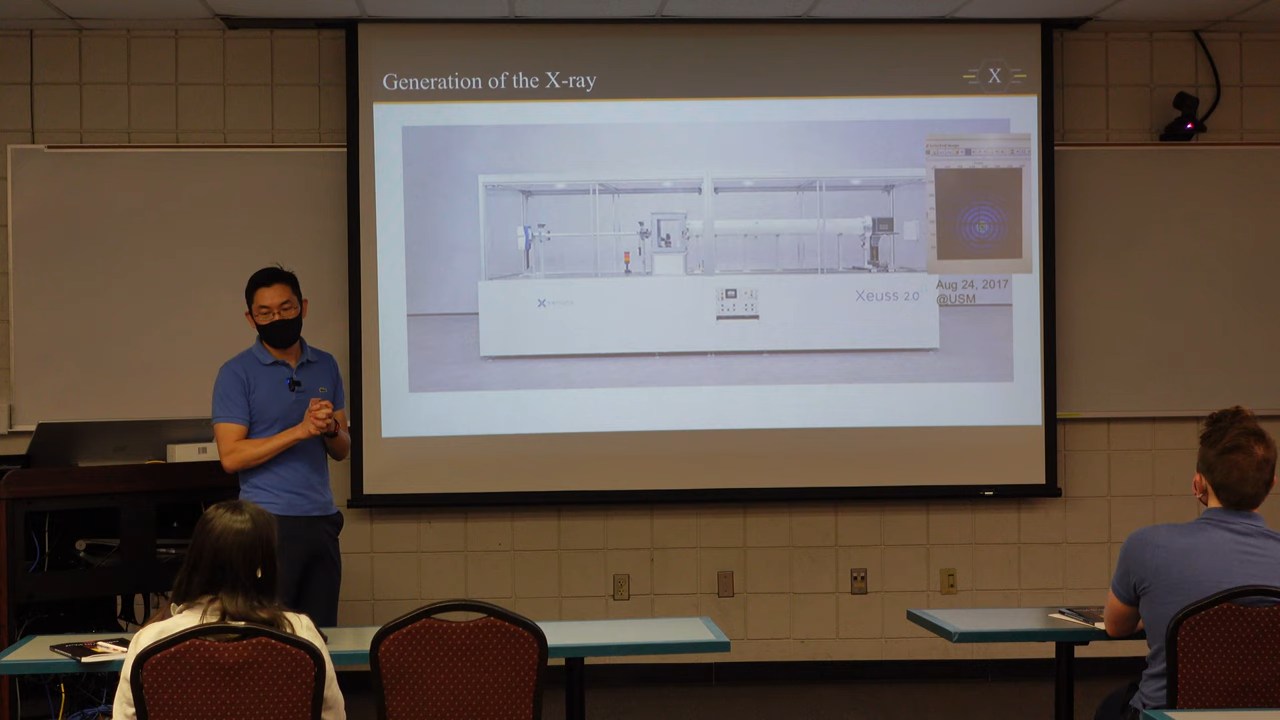 Generation of the X-ray
X
Xeuss 2.0
Aug 24, 2017
@USM